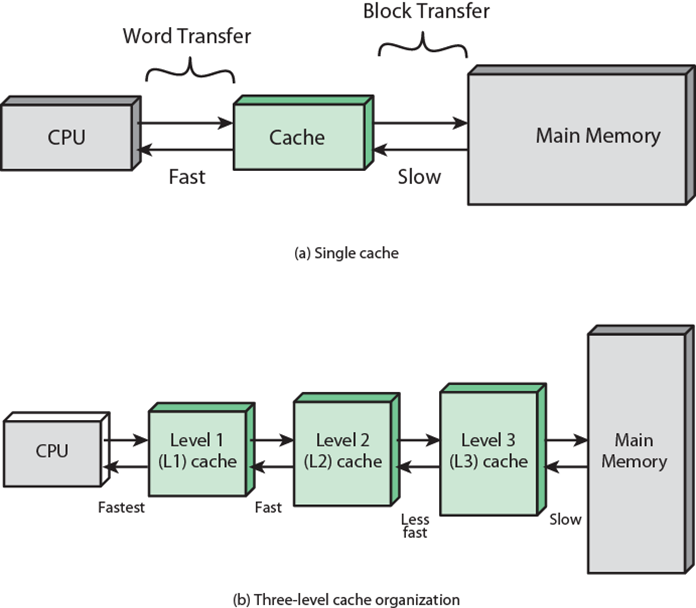 Block Transfer
Word Transfer
CPU
Cache
Main Memory
Fast
Slow
(a) Single cache
CPU
Level 1
(L1) cache
Level 2
(L2) cache
Level 3
(L3) cache
Main
Memory
Fastest
Fast
Less
fast
Slow
(b) Three-level cache organization